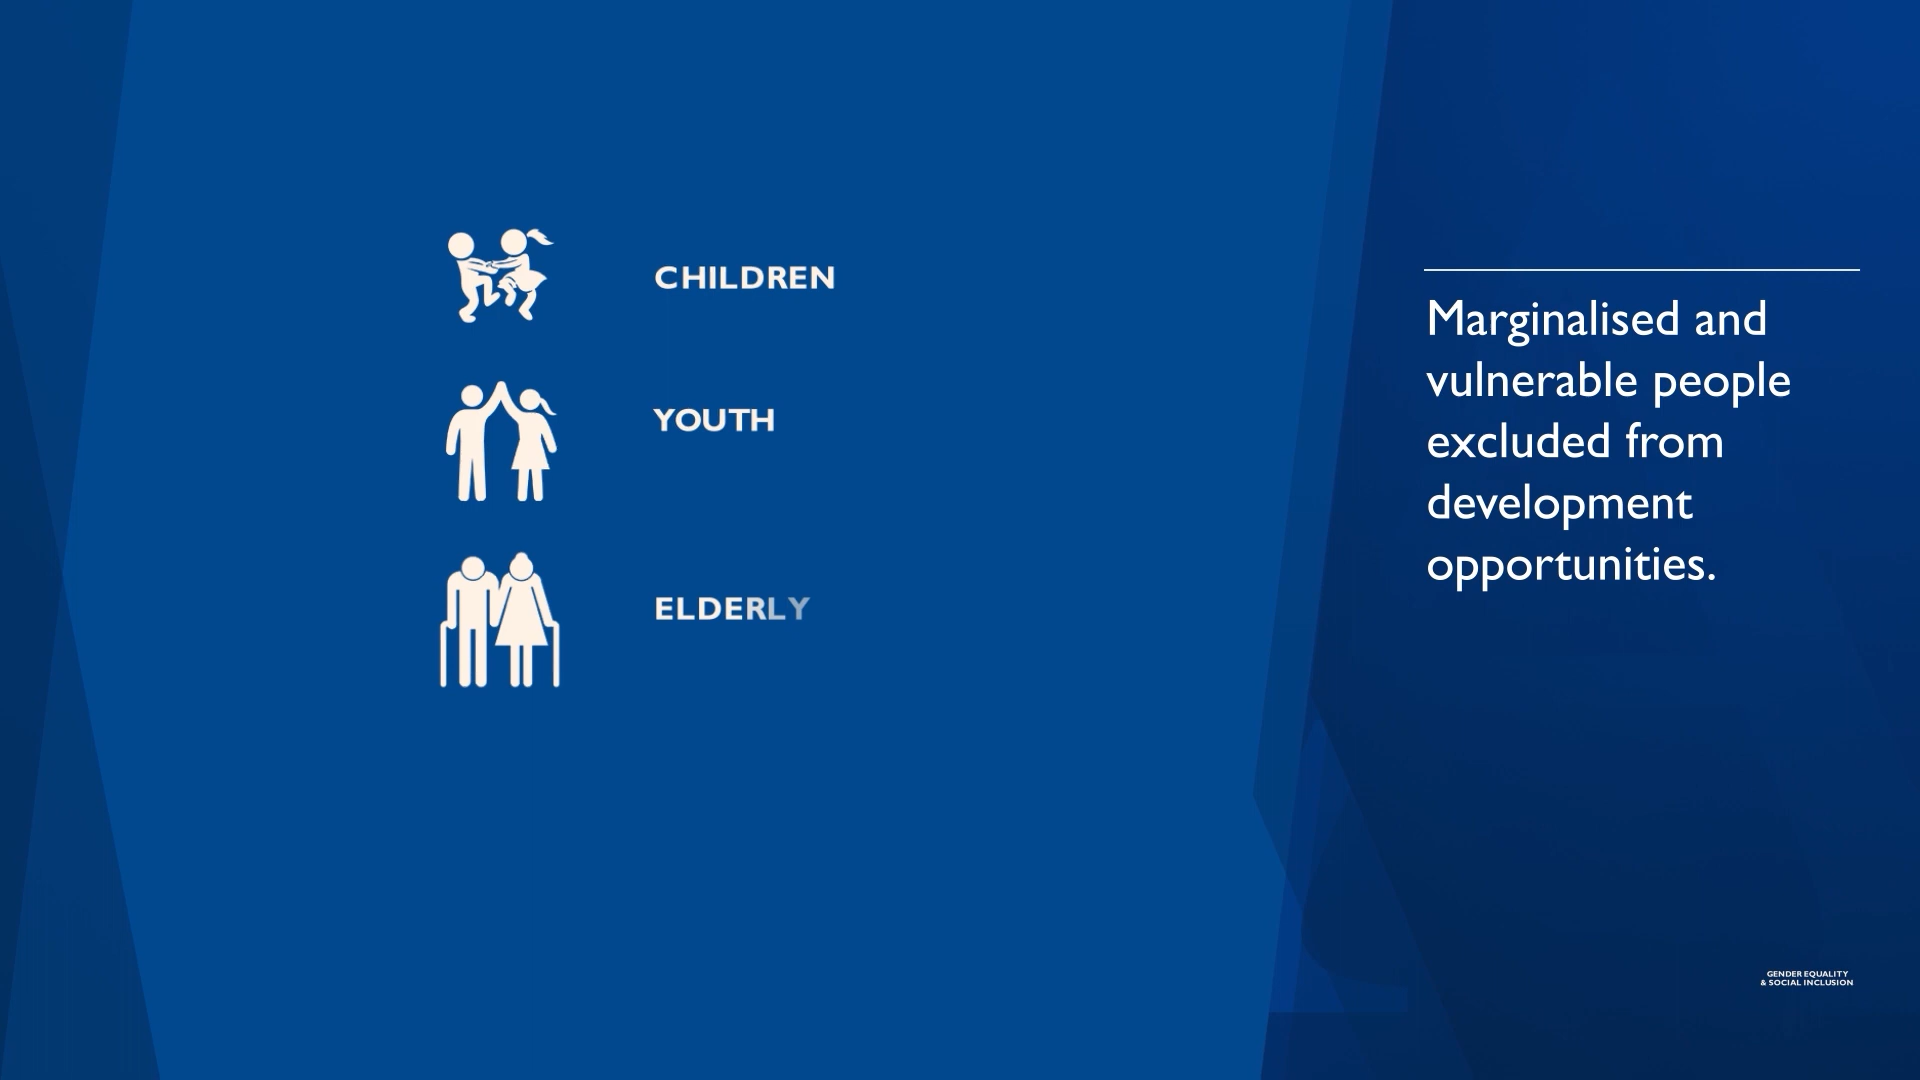 CHILDREN
YOUTH
ELDERLY
Marginalised and
vulnerable people
excluded from
development
opportunities.
GENDER EQUALITY
& SOCIAL INCLUSION